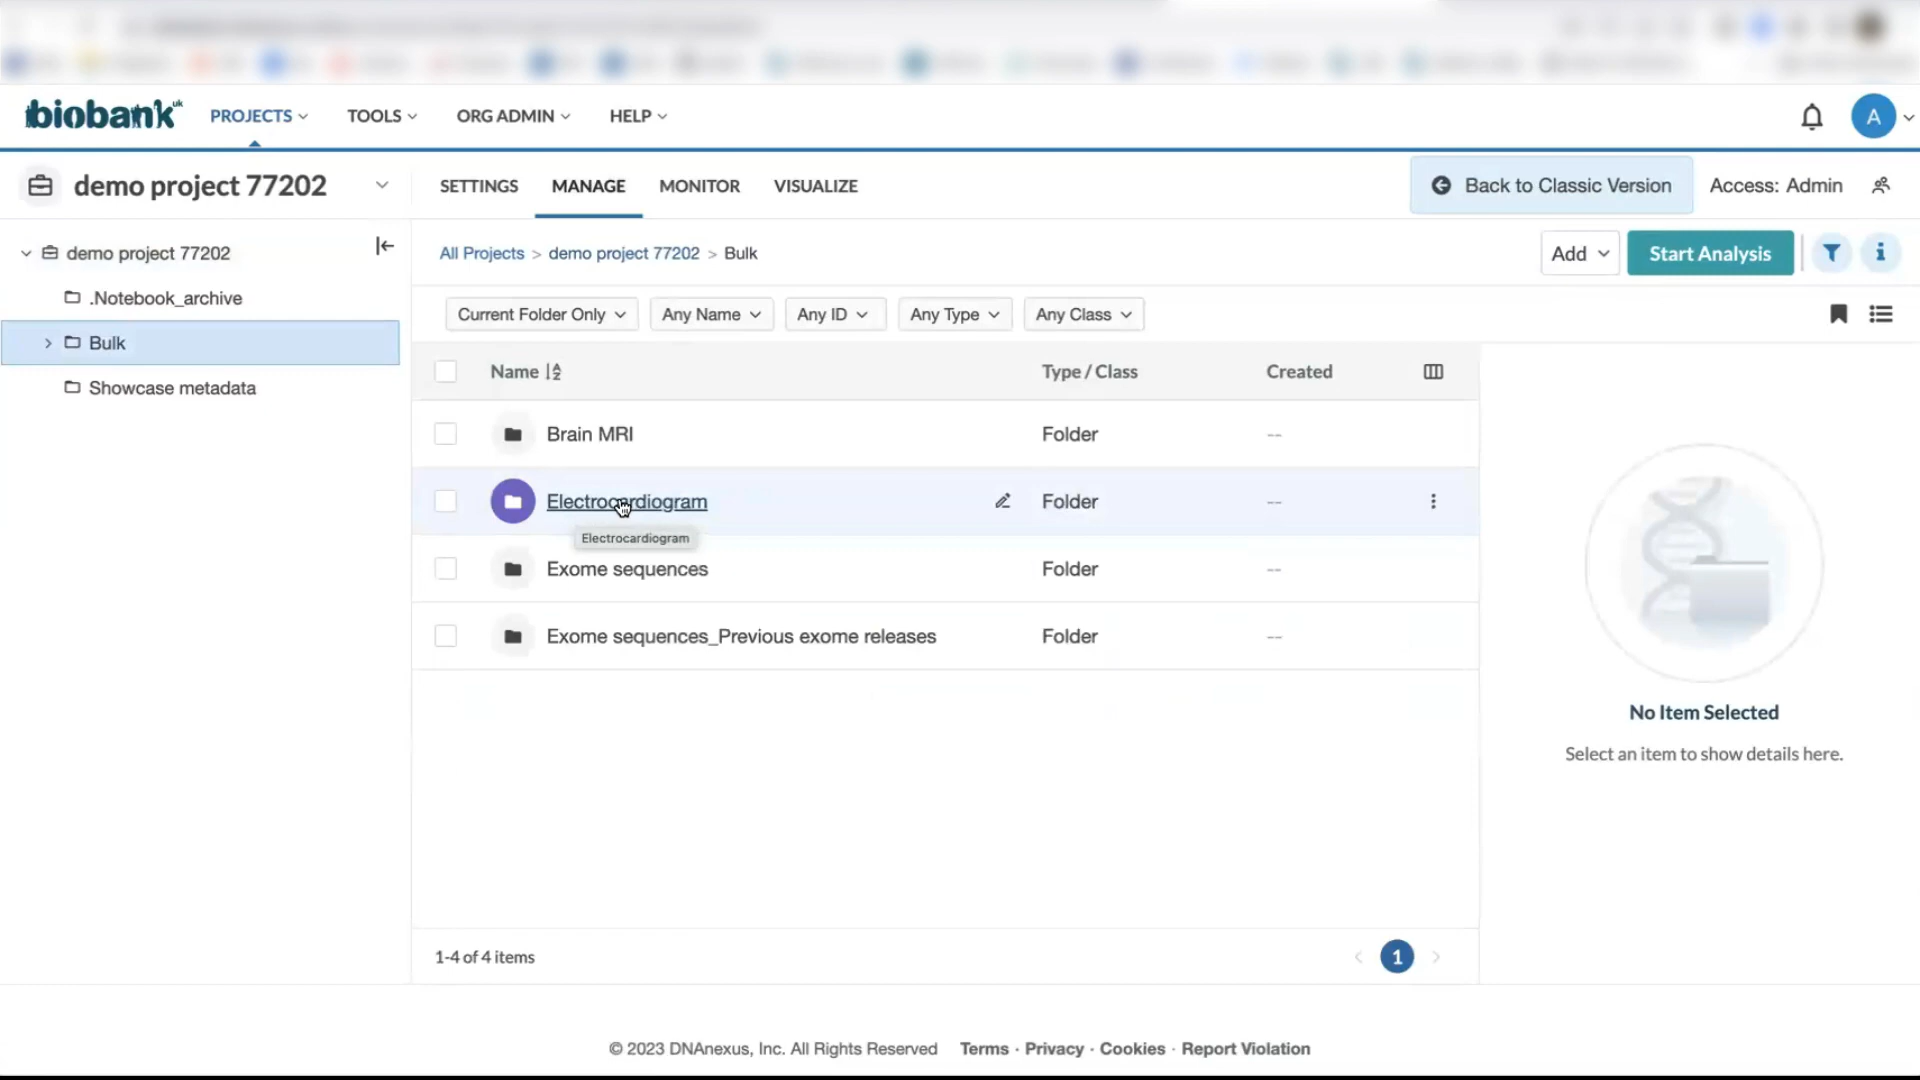 biobank uk PROJECTS TOOLS ORG ADMIN HELP A
demo project 77202 SETTINGS MANAGE MONITOR VISUALIZE Back to Classic Version Access: Admin
demo project 77202
.Notebook_archive
Bulk
Showcase metadata
All Projects > demo project 77202 > Bulk Add Start Analysis
Current Folder Only Any Name Any ID Any Type Any Class
Name Type / Class Created
Brain MRI Folder --
Electrocardiogram Folder --
Electrocardiogram
Exome sequences Folder --
Exome sequences_Previous exome releases Folder --
No Item Selected
Select an item to show details here.
1-4 of 4 items < 1 >
© 2023 DNAnexus, Inc. All Rights Reserved Terms · Privacy · Cookies · Report Violation